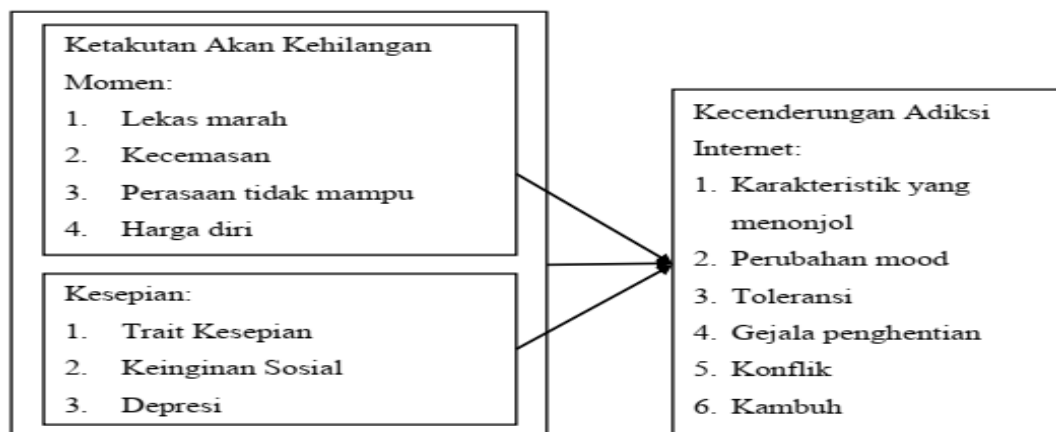 Ketakutan Akan Kehilangan
Momen:
1. Lekas marah
2. Kecemasan
3. Perasaan tidak mampu
4. Harga diri
Kesepian:
1. Trait Kesepian
2. Keinginan Sosial
3. Depresi
Kecenderungan Adiksi
Internet:
1. Karakteristik yang
menonjol
2. Perubahan mood
3. Toleransi
4. Gejala penghentian
5. Konflik
6. Kambuh